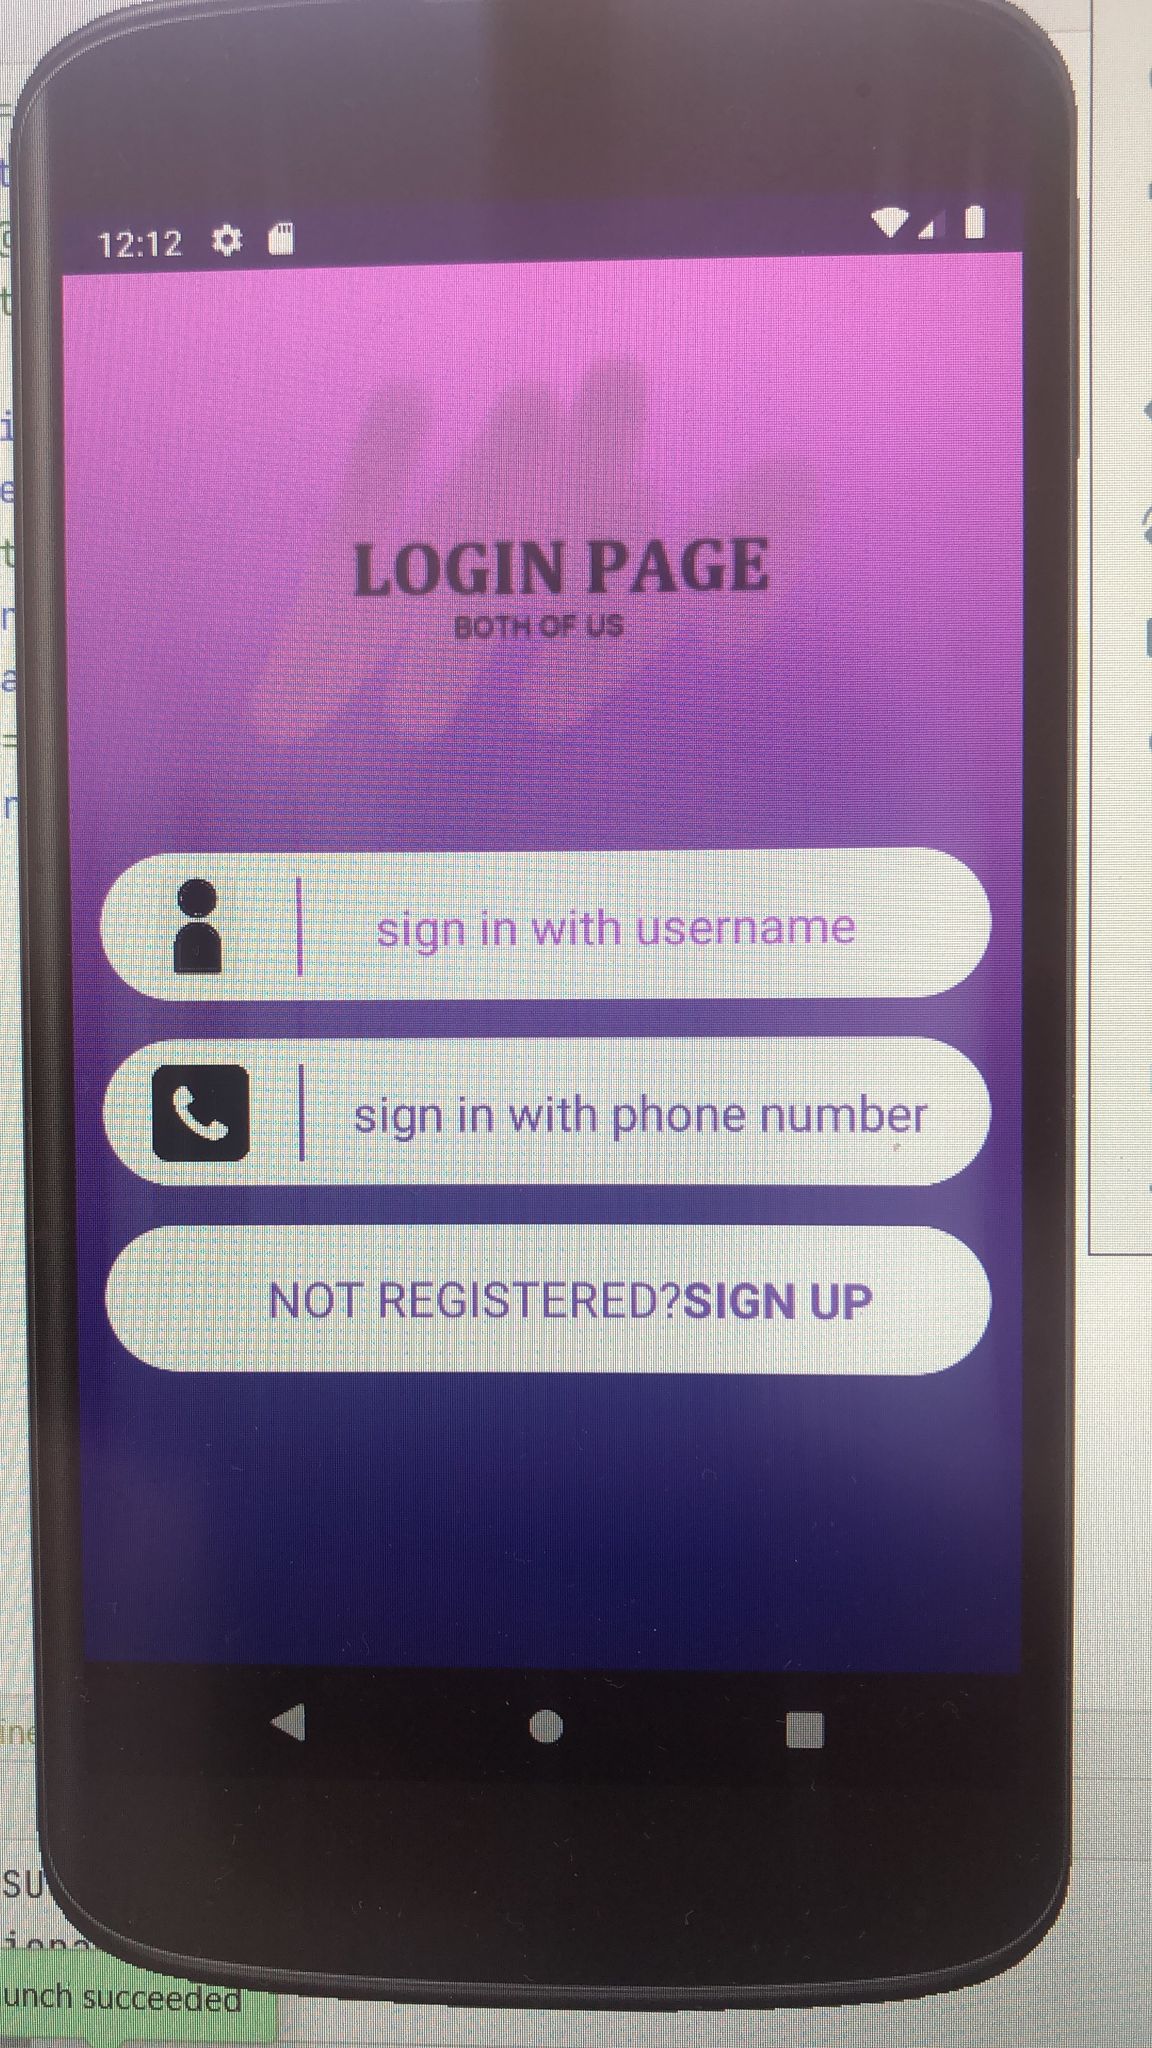 12:12
LOGIN PAGE
BOTH OF US
sign in with username
sign in with phone number
NOT REGISTERED?SIGN UP
SU
unch succeeded